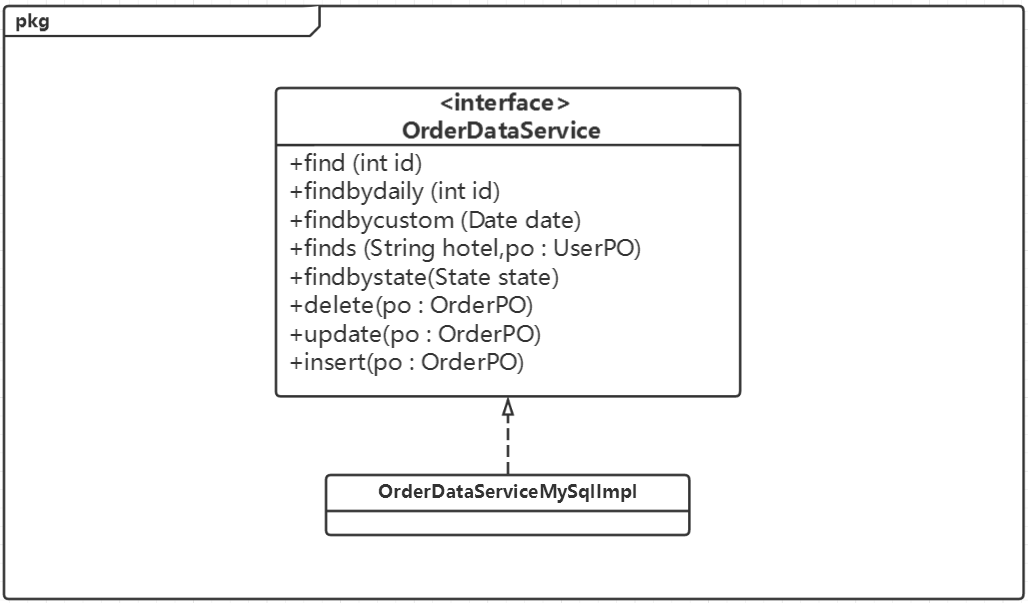 pkg
<interface>
OrderDataService
+find (int id)
+findbydaily (int id)
+findbycustom (Date date)
+finds (String hotel,po : UserPO)
+findbystate(State state)
+delete(po : OrderPO)
+update(po : OrderPO)
+insert(po : OrderPO)
OrderDataServiceMySqlImpl